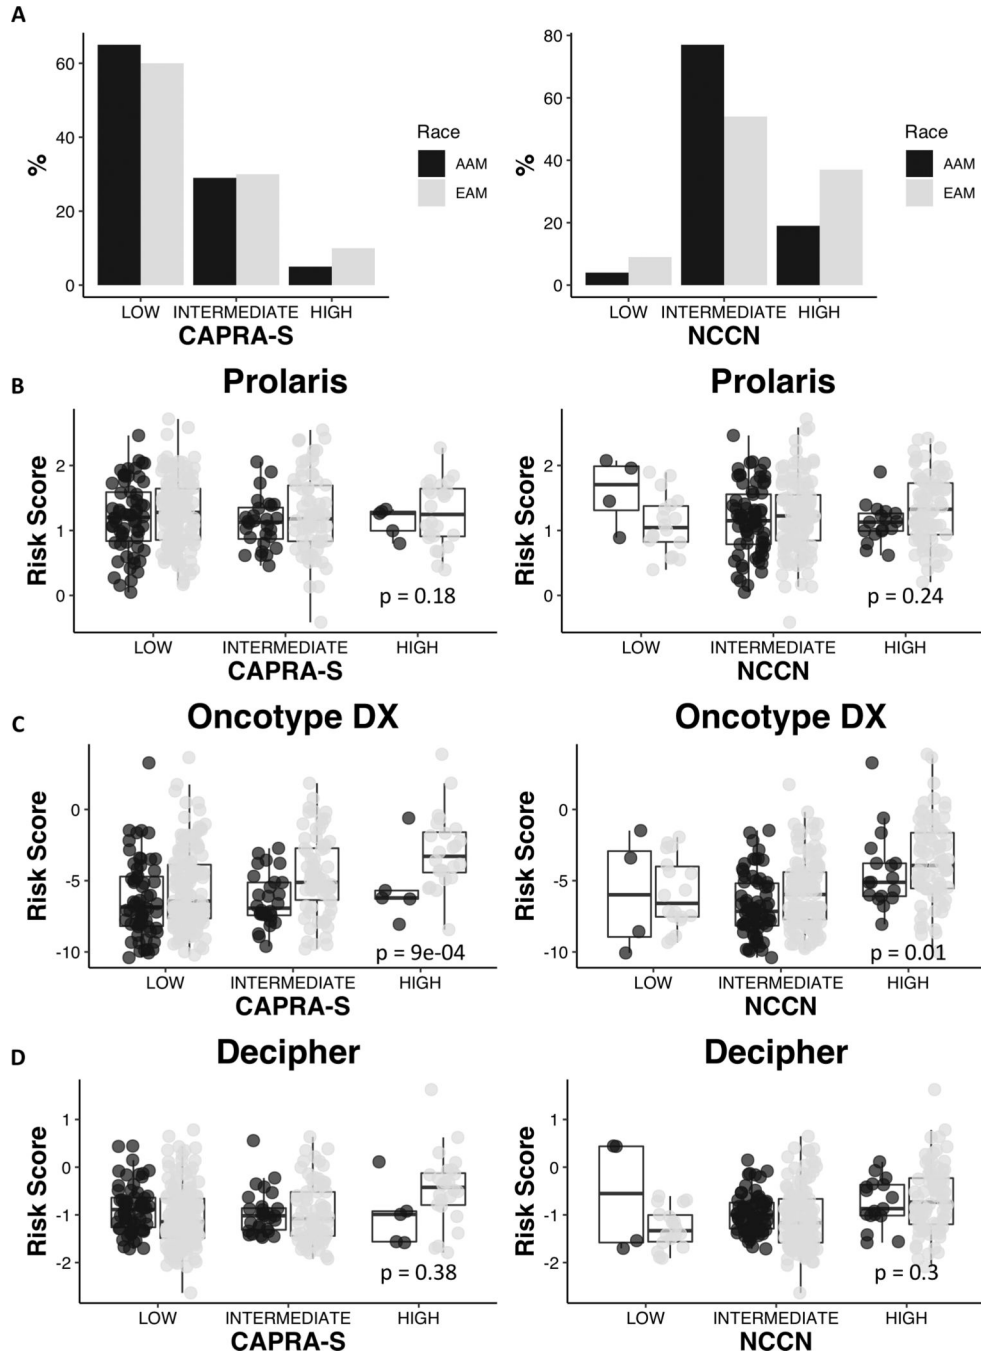 A
%
60
40
20
0
LOW INTERMEDIATE HIGH
CAPRA-S
Race
AAM
EAM
%
80
60
40
20
0
LOW INTERMEDIATE HIGH
NCCN
Race
AAM
EAM
B
Prolaris
Risk Score
2
1
0
p = 0.18
LOW INTERMEDIATE HIGH
CAPRA-S
Prolaris
Risk Score
2
1
0
p = 0.24
LOW INTERMEDIATE HIGH
NCCN
C
Oncotype DX
Risk Score
0
-5
-10
p = 9e-04
LOW INTERMEDIATE HIGH
CAPRA-S
Oncotype DX
Risk Score
0
-5
-10
p = 0.01
LOW INTERMEDIATE HIGH
NCCN
D
Decipher
Risk Score
1
0
-1
-2
p = 0.38
LOW INTERMEDIATE HIGH
CAPRA-S
Decipher
Risk Score
1
0
-1
-2
p = 0.3
LOW INTERMEDIATE HIGH
NCCN